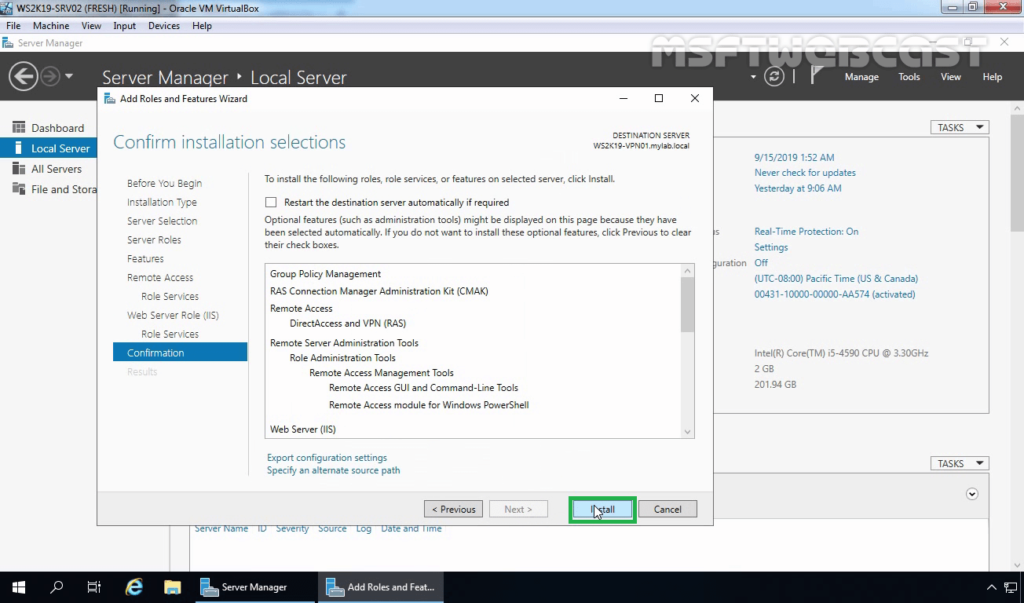 WS2K19-SRV02 (FRESH) [Running] - Oracle VM VirtualBox
File Machine View Input Devices Help
Server Manager
MSFTWEBCAST
Server Manager ‣ Local Server
Manage Tools View Help
Add Roles and Features Wizard
Confirm installation selections
DESTINATION SERVER
WS2K19-VPN01.mylab.local
Dashboard
Local Server
All Servers
File and Stora
Before You Begin
Installation Type
Server Selection
Server Roles
Features
Remote Access
Role Services
Web Server Role (IIS)
Role Services
Confirmation
Results
To install the following roles, role services, or features on selected server, click Install.
Restart the destination server automatically if required
Optional features (such as administration tools) might be displayed on this page because they have
been selected automatically. If you do not want to install these optional features, click Previous to clear
their check boxes.
Group Policy Management
RAS Connection Manager Administration Kit (CMAK)
Remote Access
DirectAccess and VPN (RAS)
Remote Server Administration Tools
Role Administration Tools
Remote Access Management Tools
Remote Access GUI and Command-Line Tools
Remote Access module for Windows PowerShell
Web Server (IIS)
Export configuration settings
Specify an alternate source path
< Previous Next > Install Cancel
TASKS
9/15/2019 1:52 AM
Never check for updates
Yesterday at 9:06 AM
Real-Time Protection: On
Settings
guration Off
(UTC-08:00) Pacific Time (US & Canada)
00431-10000-00000-AA574 (activated)
Intel(R) Core(TM) i5-4590 CPU @ 3.30GHz
2 GB
201.94 GB
TASKS
Server Name ID Severity Source Log Date and Time
Server Manager
Add Roles and Feat...